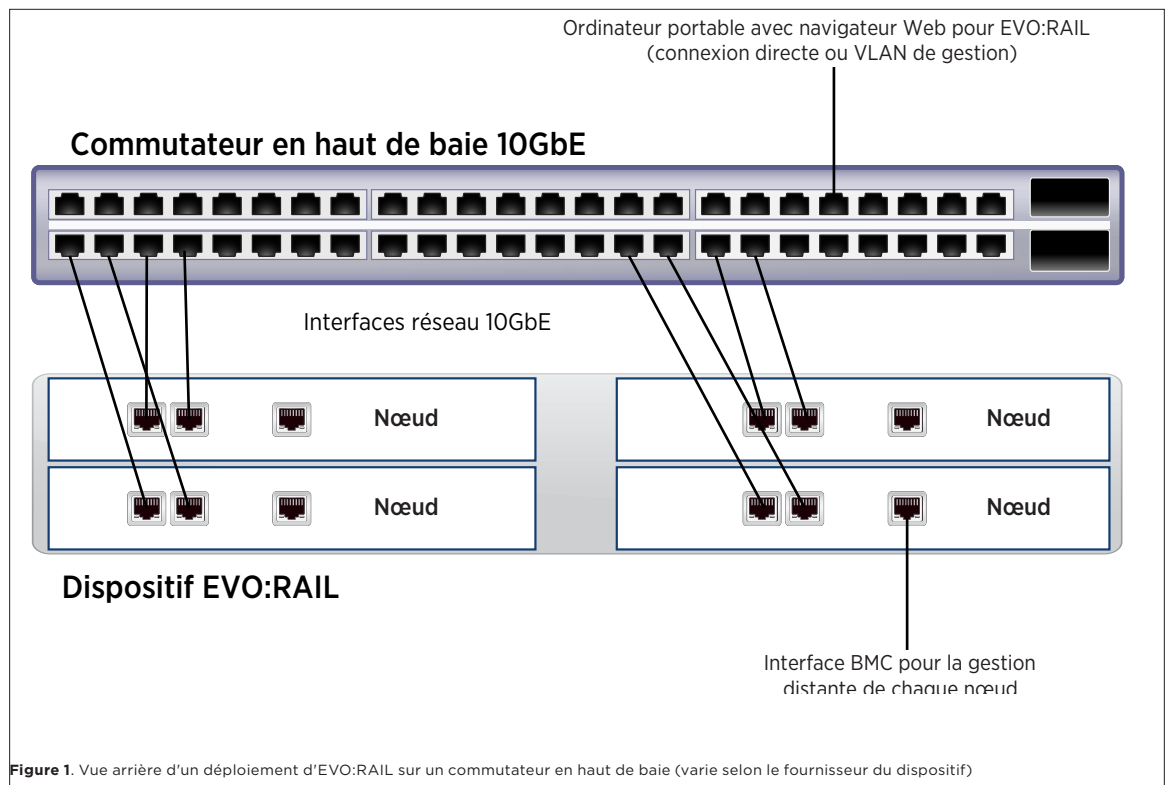 Ordinateur portable avec navigateur Web pour EVO:RAIL
(connexion directe ou VLAN de gestion)
Commutateur en haut de baie 10GbE
Interfaces réseau 10GbE
Nœud
Nœud
Nœud
Nœud
Dispositif EVO:RAIL
Interface BMC pour la gestion
distante de chaque nœud
Figure 1. Vue arrière d'un déploiement d'EVO:RAIL sur un commutateur en haut de baie (varie selon le fournisseur du dispositif)